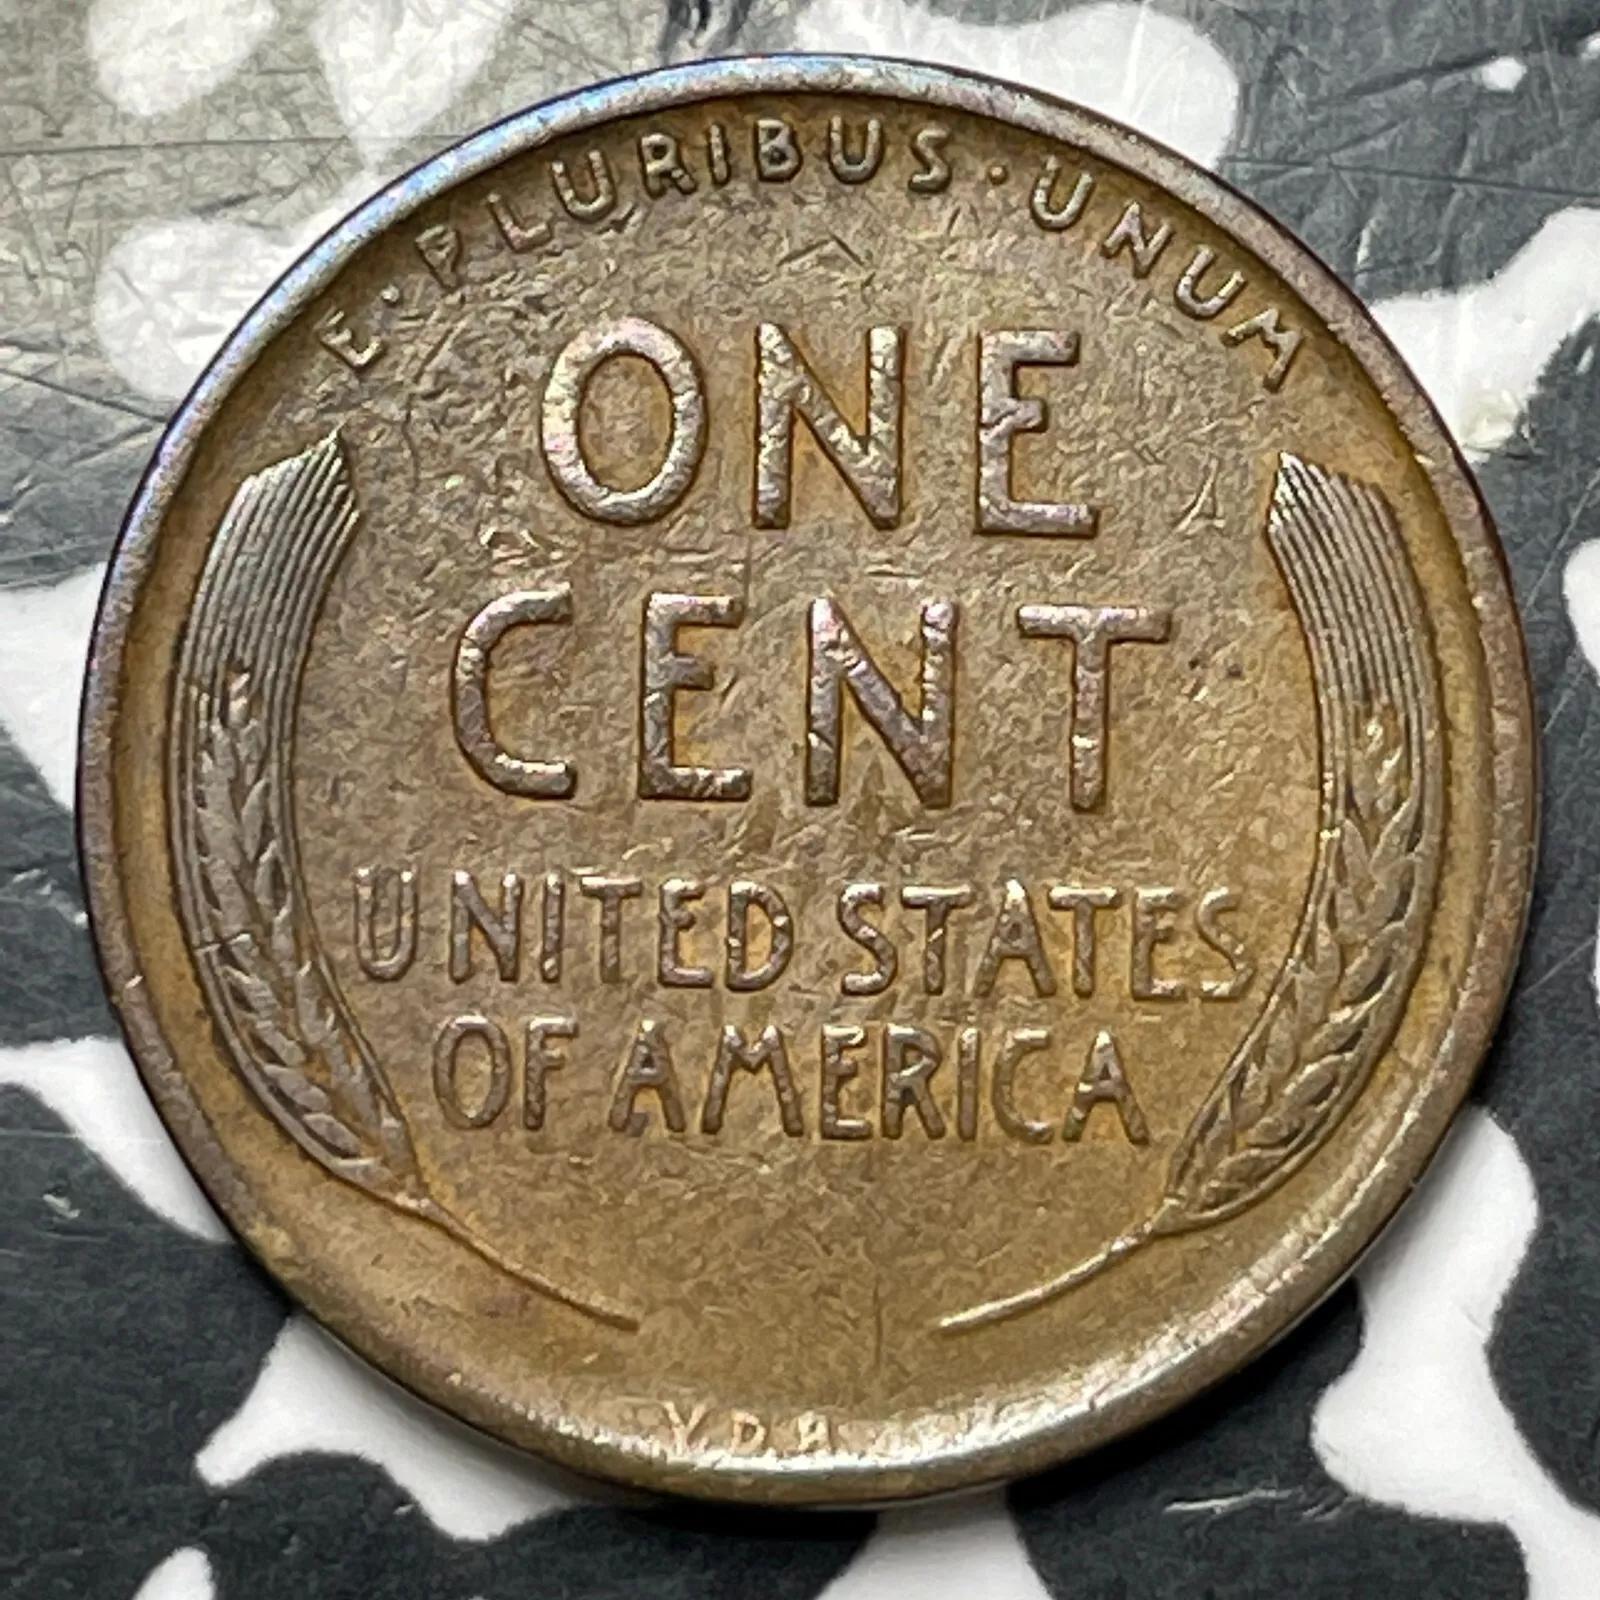 E·PLURIBUS·UNUM
ONE
CENT
UNITED STATES
OF AMERICA
V.D.B.